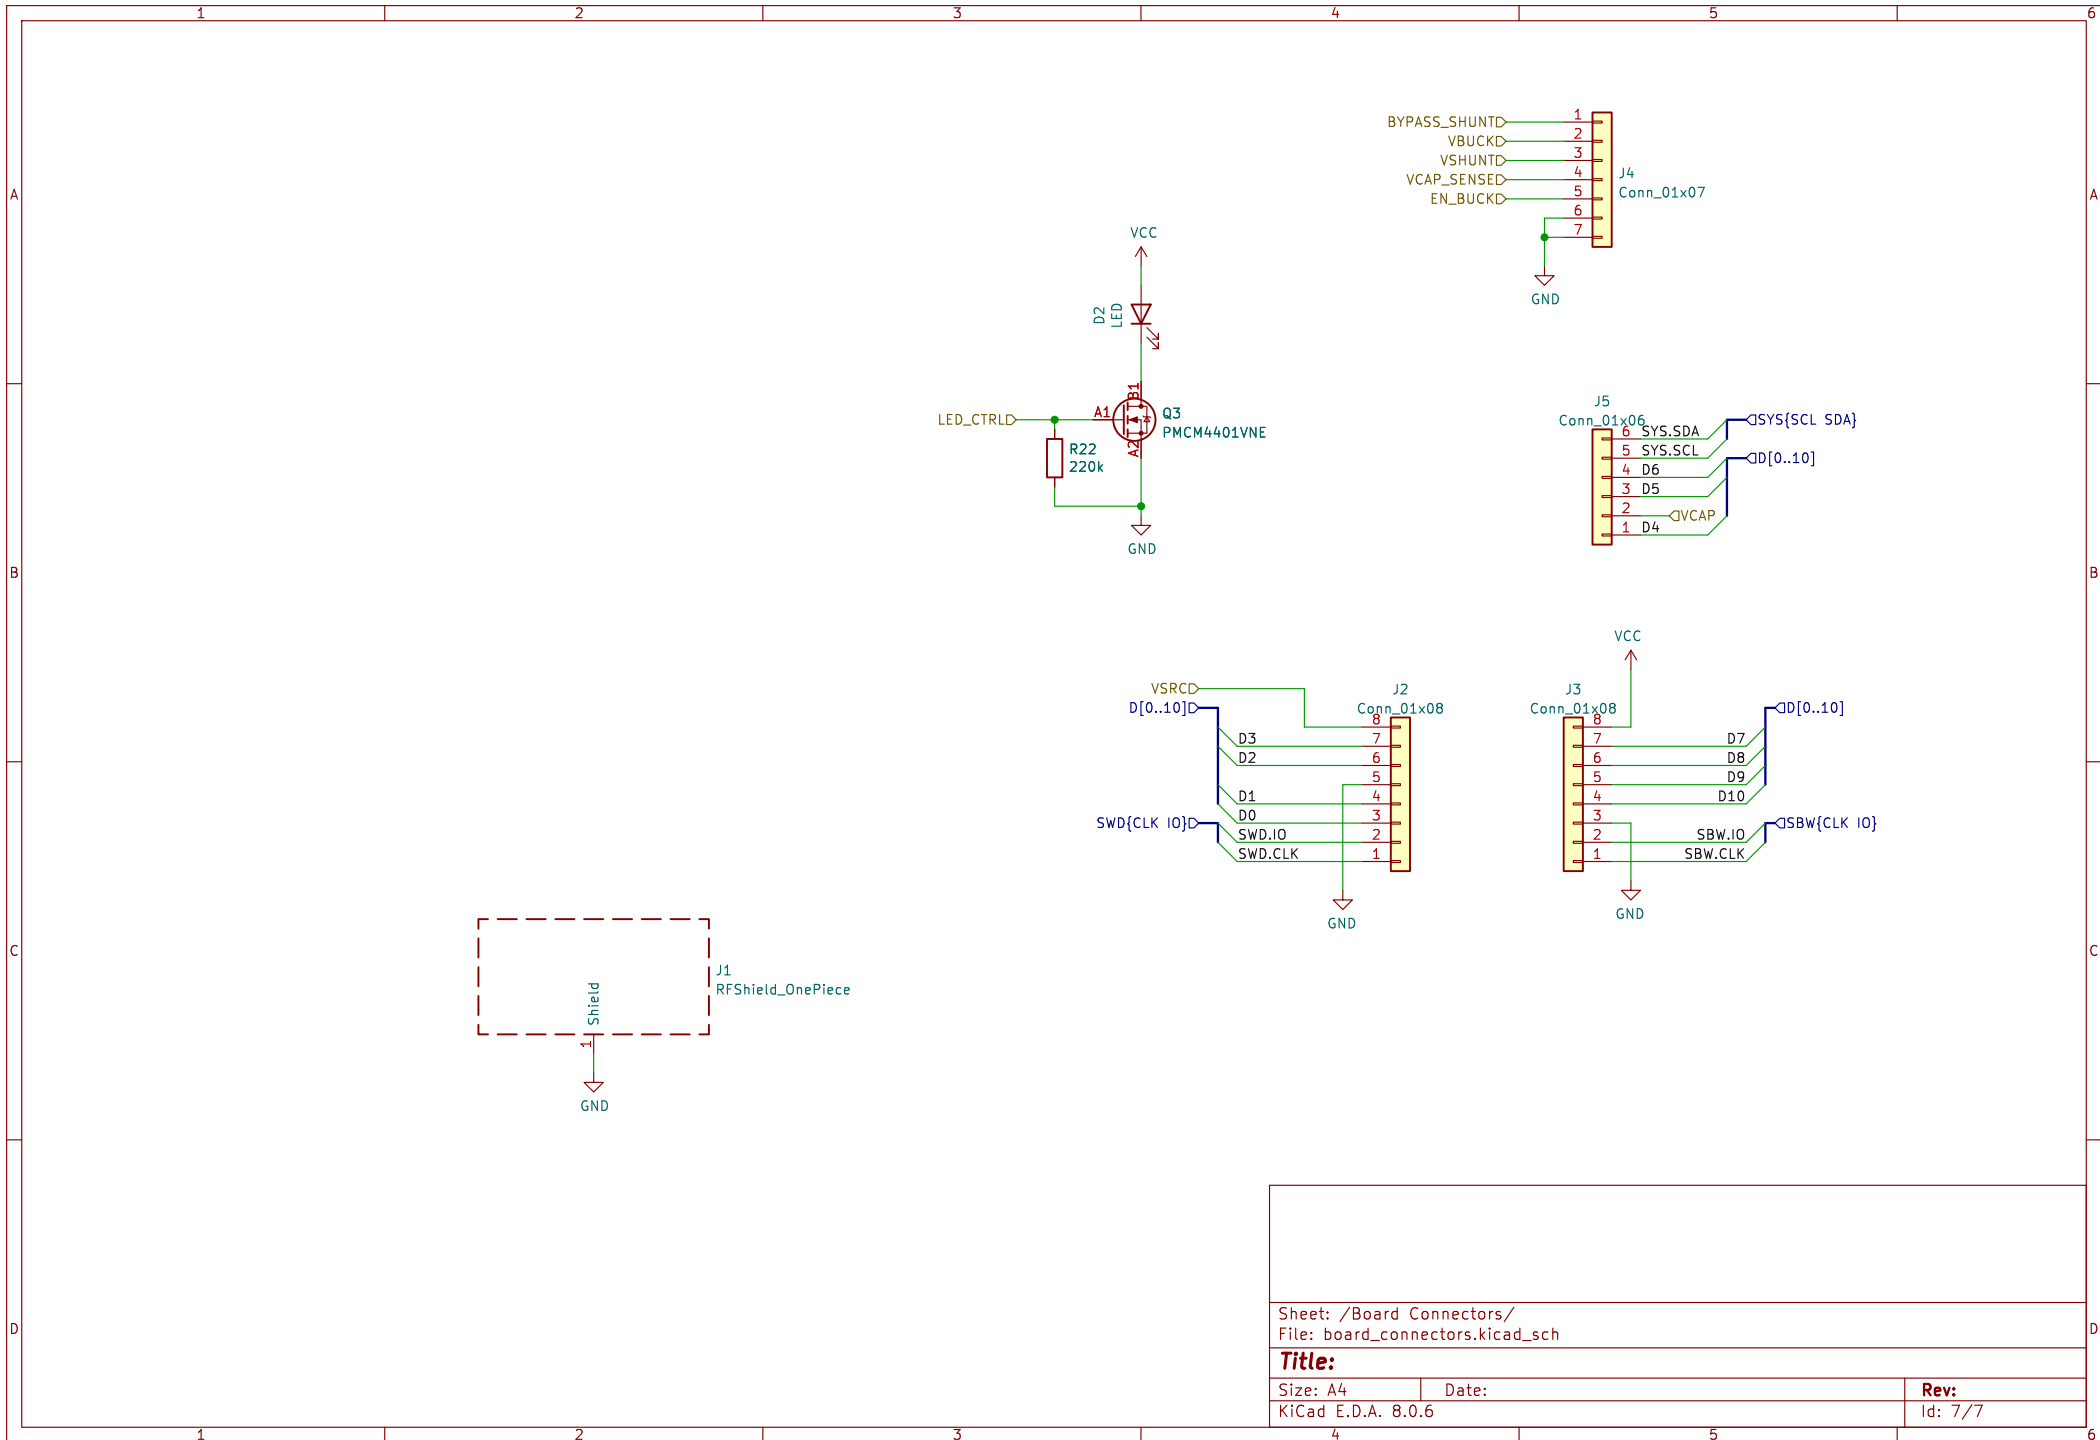 1 2 3 4 5 6
A A
B B
C C
D D
BYPASS_SHUNT 1
VBUCK 2
VSHUNT 3
VCAP_SENSE 4
EN_BUCK 5
6
7
J4
Conn_01x07
GND
VCC
D2
LED
LED_CTRL
A1
B1
A2
Q3
PMCM4401VNE
R22
220k
GND
J5
Conn_01x06
6 SYS.SDA
5 SYS.SCL
4 D6
3 D5
2 VCAP
1 D4
SYS{SCL SDA}
D[0..10]
VSRC
D[0..10]
SWD{CLK IO}
J2
Conn_01x08
8
D3 7
D2 6
5
D1 4
D0 3
SWD.IO 2
SWD.CLK 1
GND
VCC
J3
Conn_01x08
8
7 D7
6 D8
5 D9
4 D10
3
2 SBW.IO
1 SBW.CLK
D[0..10]
SBW{CLK IO}
GND
Shield
1
J1
RFShield_OnePiece
GND
Sheet: /Board Connectors/
File: board_connectors.kicad_sch
Title:
Size: A4 Date: Rev:
KiCad E.D.A. 8.0.6 Id: 7/7
1 2 3 4 5 6